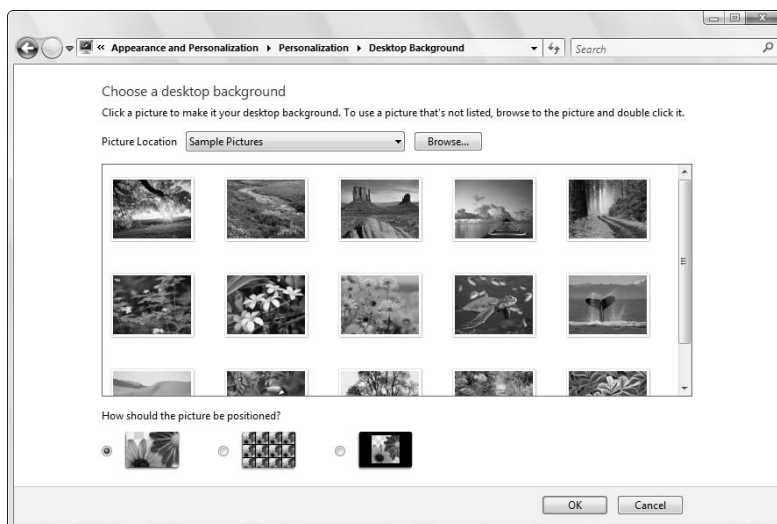 « Appearance and Personalization ▸ Personalization ▸ Desktop Background
Search
Choose a desktop background
Click a picture to make it your desktop background. To use a picture that's not listed, browse to the picture and double click it.
Picture Location Sample Pictures Browse...
How should the picture be positioned?
OK Cancel